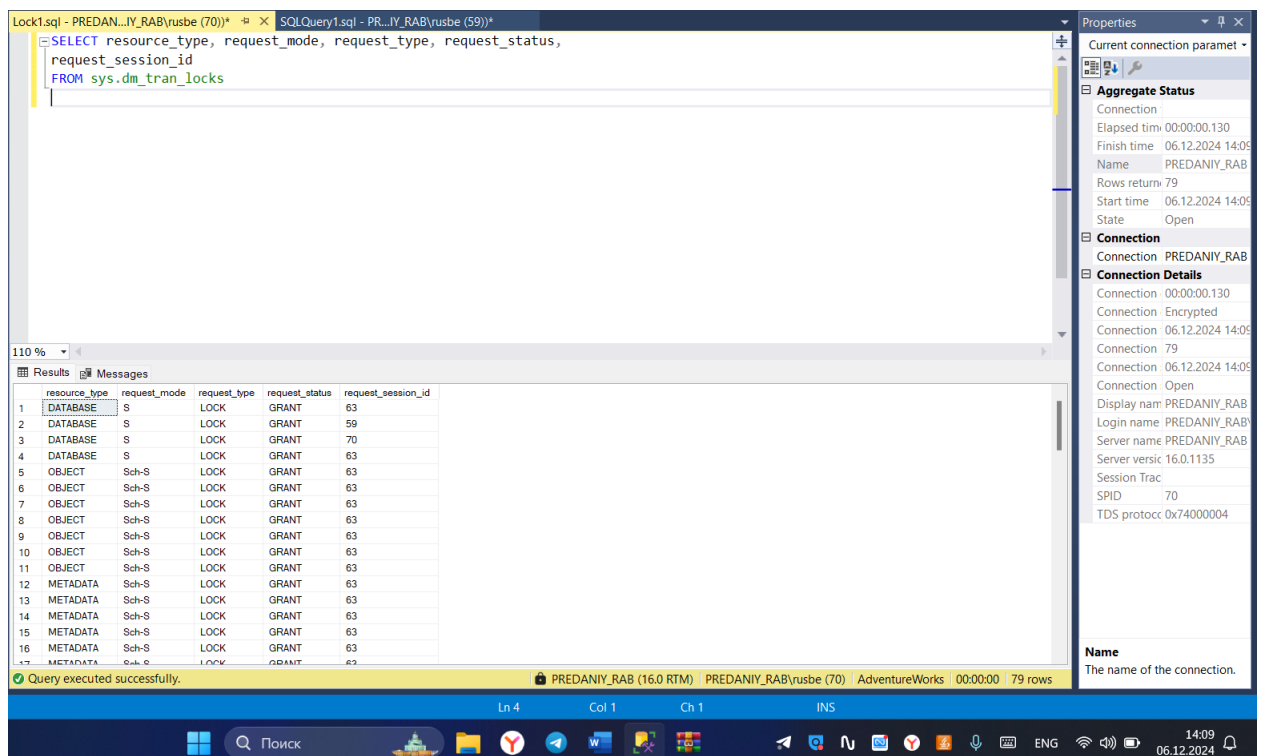 Lock1.sql - PREDAN...IY_RAB\rusbe (70))* SQLQuery1.sql - PR...IY_RAB\rusbe (59))*
SELECT resource_type, request_mode, request_type, request_status,
request_session_id
FROM sys.dm_tran_locks
110 %
Results Messages
resource_type request_mode request_type request_status request_session_id
1 DATABASE S LOCK GRANT 63
2 DATABASE S LOCK GRANT 59
3 DATABASE S LOCK GRANT 70
4 DATABASE S LOCK GRANT 63
5 OBJECT Sch-S LOCK GRANT 63
6 OBJECT Sch-S LOCK GRANT 63
7 OBJECT Sch-S LOCK GRANT 63
8 OBJECT Sch-S LOCK GRANT 63
9 OBJECT Sch-S LOCK GRANT 63
10 OBJECT Sch-S LOCK GRANT 63
11 OBJECT Sch-S LOCK GRANT 63
12 METADATA Sch-S LOCK GRANT 63
13 METADATA Sch-S LOCK GRANT 63
14 METADATA Sch-S LOCK GRANT 63
15 METADATA Sch-S LOCK GRANT 63
16 METADATA Sch-S LOCK GRANT 63
17 METADATA Sch-S LOCK GRANT 63
Query executed successfully. PREDANIY_RAB (16.0 RTM) PREDANIY_RAB\rusbe (70) AdventureWorks 00:00:00 79 rows
Properties
Current connection paramet
Aggregate Status
Connection
Elapsed tim 00:00:00.130
Finish time 06.12.2024 14:09
Name PREDANIY_RAB
Rows return 79
Start time 06.12.2024 14:09
State Open
Connection
Connection PREDANIY_RAB
Connection Details
Connection 00:00:00.130
Connection Encrypted
Connection 06.12.2024 14:09
Connection 79
Connection 06.12.2024 14:09
Connection Open
Display nam PREDANIY_RAB
Login name PREDANIY_RAB\
Server name PREDANIY_RAB
Server versic 16.0.1135
Session Trac
SPID 70
TDS protocc 0x74000004
Name
The name of the connection.
Ln 4 Col 1 Ch 1 INS
Поиск ENG 14:09
06.12.2024